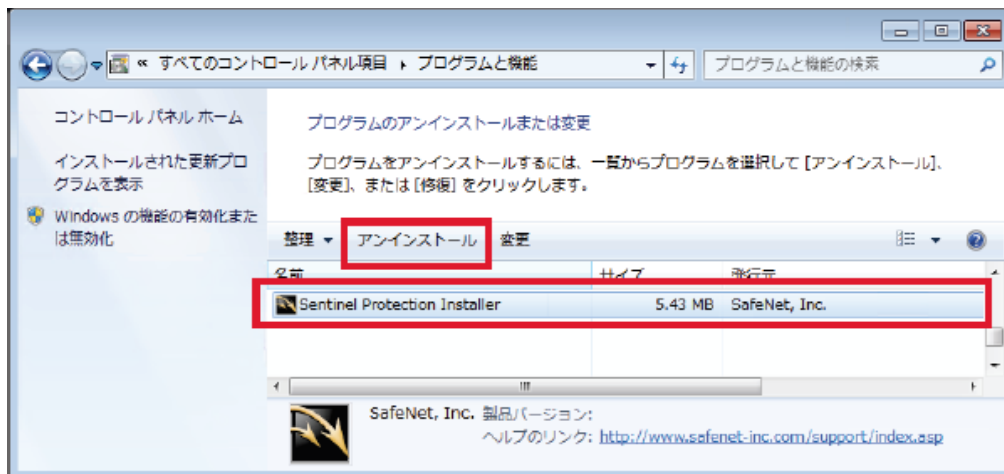 « すべてのコントロール パネル項目 ▸ プログラムと機能
プログラムと機能の検索
コントロール パネル ホーム
インストールされた更新プロ
グラムを表示
Windows の機能の有効化また
は無効化
プログラムのアンインストールまたは変更
プログラムをアンインストールするには、一覧からプログラムを選択して [アンインストール]、
[変更]、または [修復] をクリックします。
整理 ▼ アンインストール 変更
名前 サイズ 発行元
Sentinel Protection Installer 5.43 MB SafeNet, Inc.
SafeNet, Inc. 製品バージョン:
ヘルプのリンク: http://www.safenet-inc.com/support/index.asp